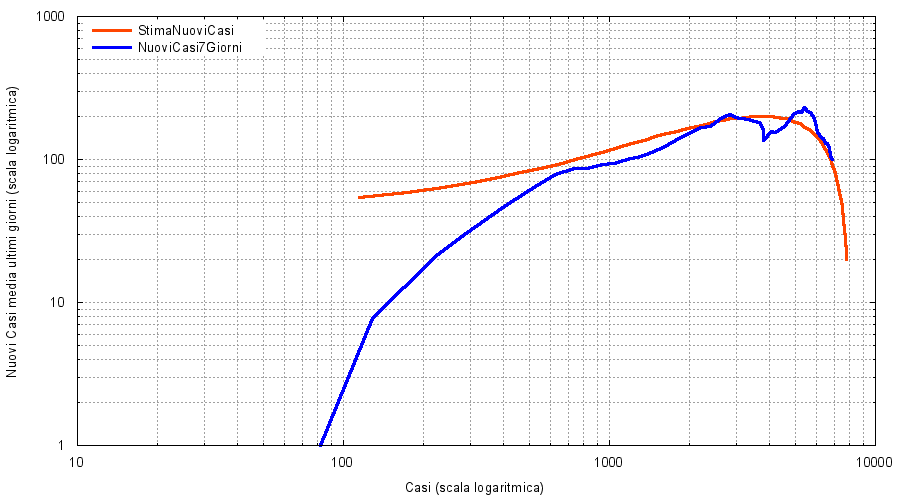 1000
StimaNuoviCasi
NuoviCasi7Giorni
100
10
1
10
100
1000
10000
Nuovi Casi media ultimi giorni (scala logaritmica)
Casi (scala logaritmica)